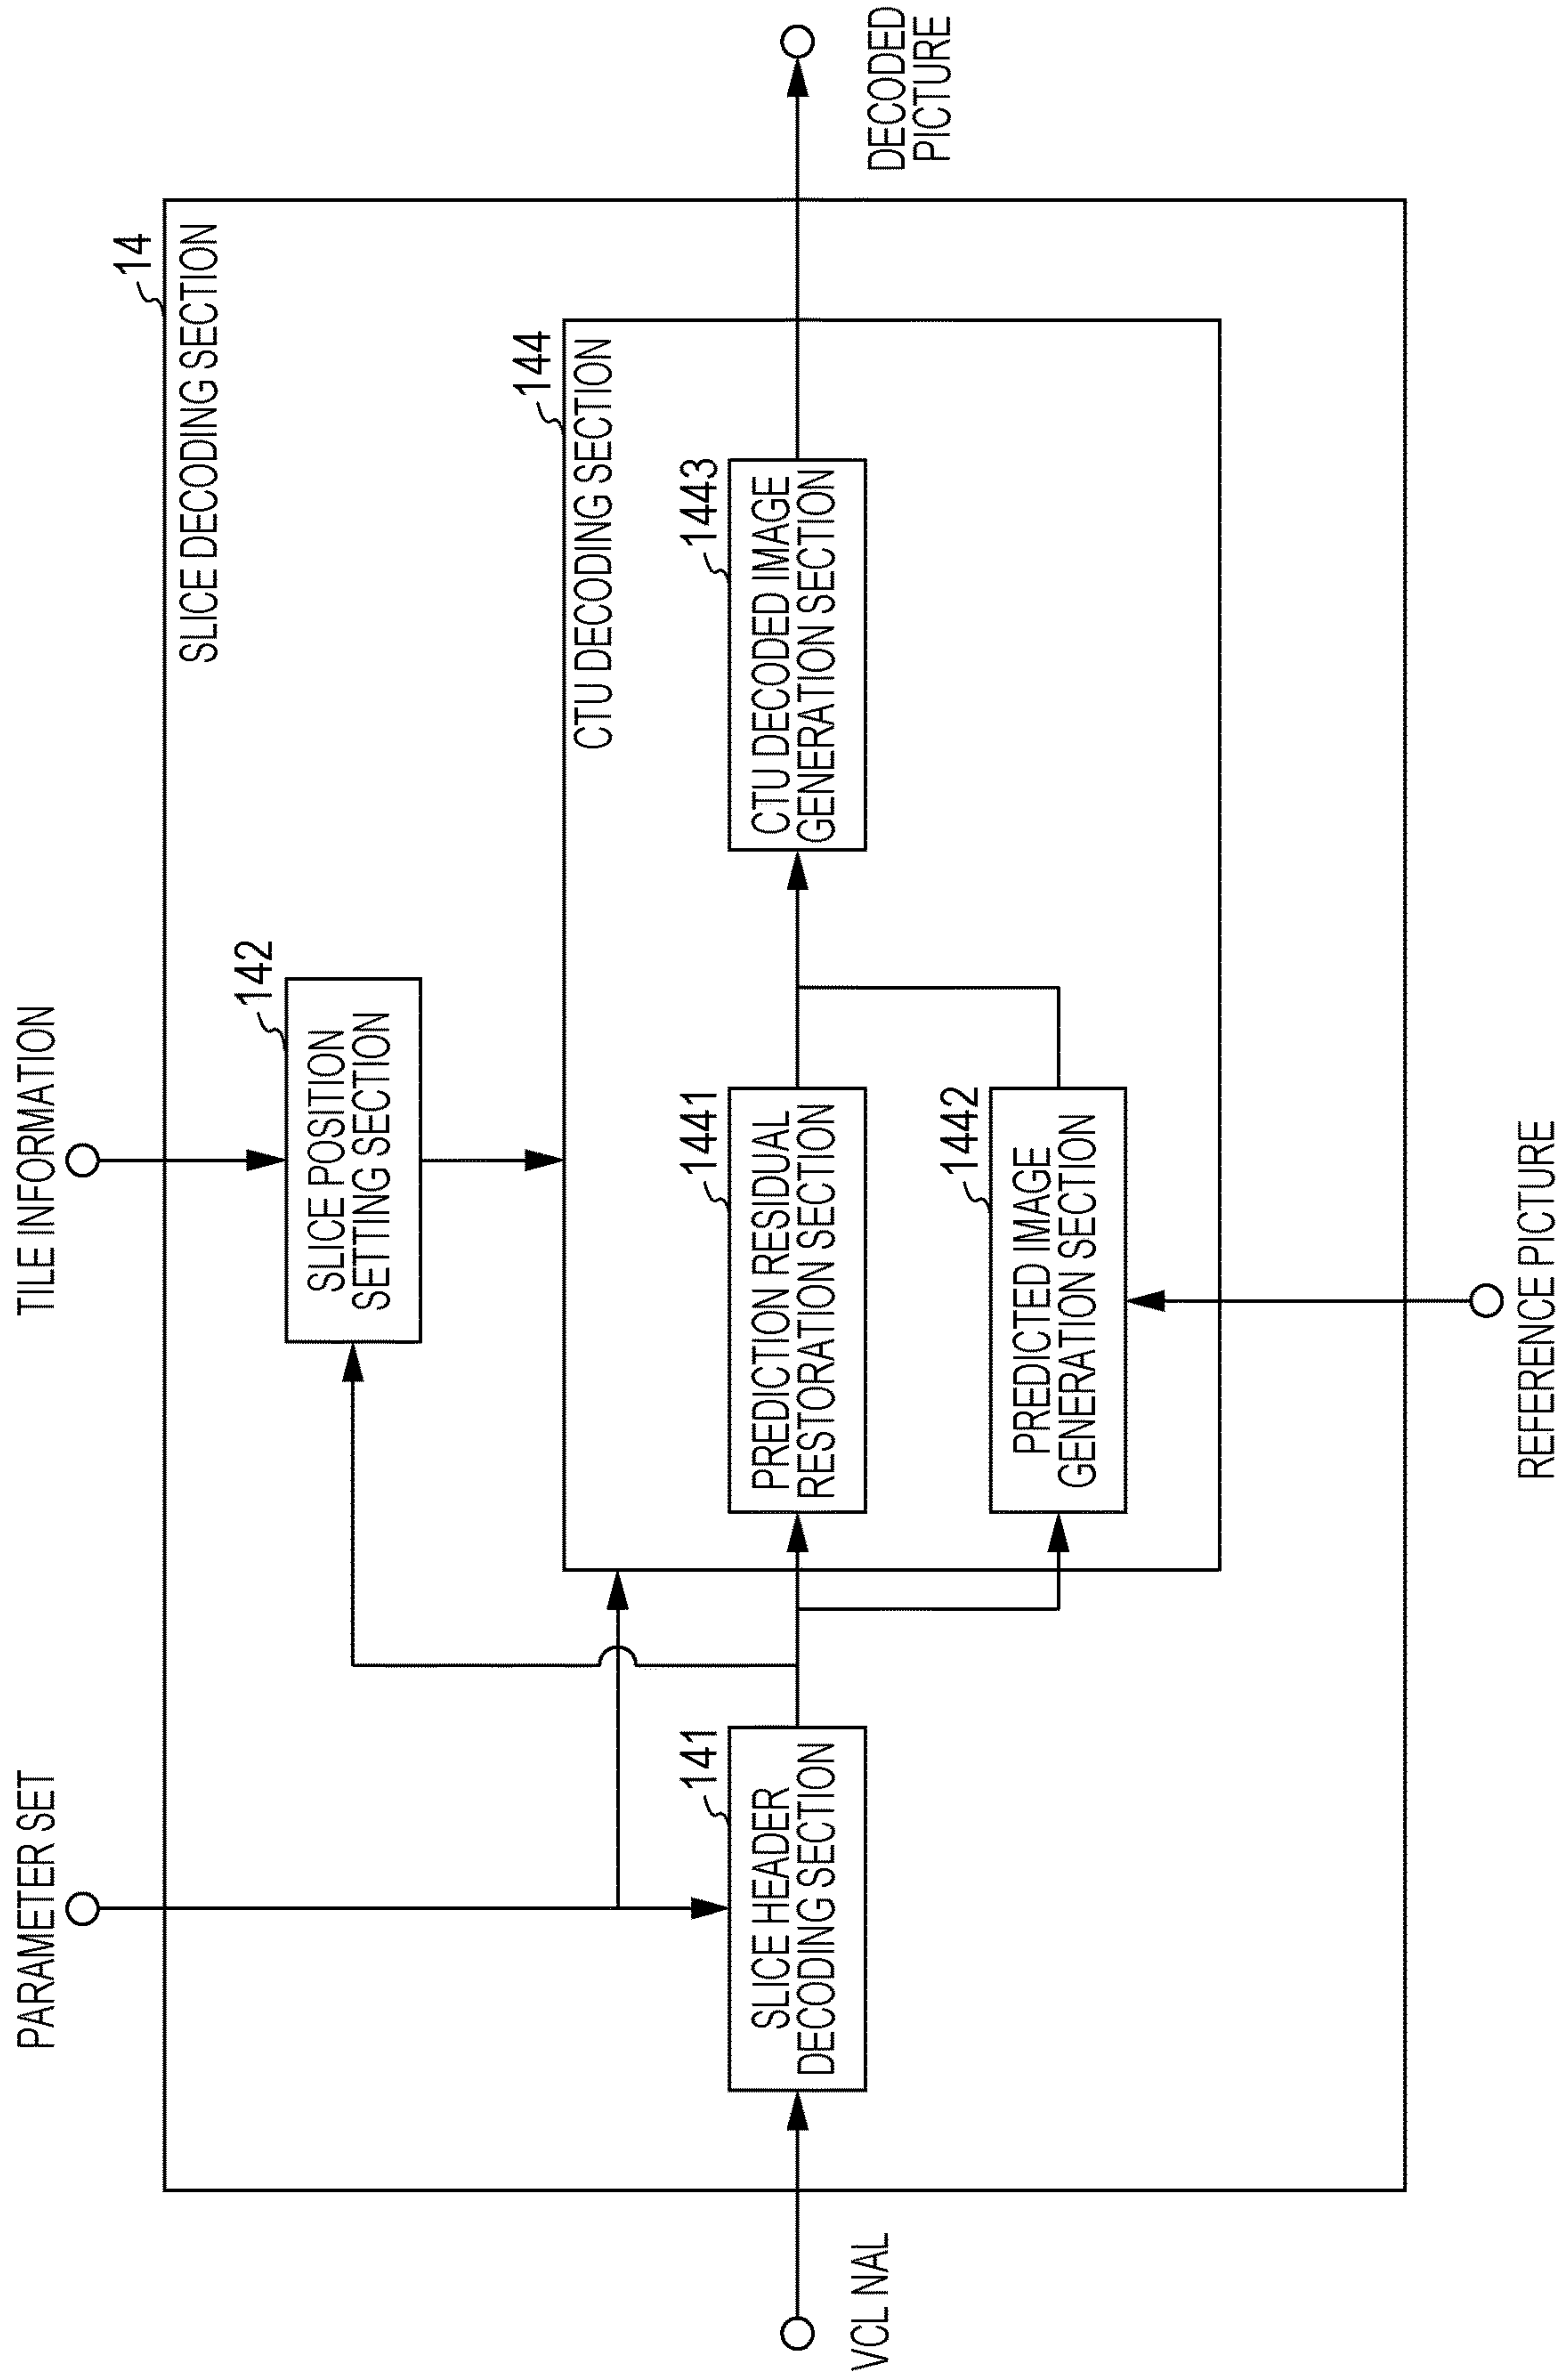 PARAMETER SET
TILE INFORMATION
14
SLICE DECODING SECTION
142
SLICE POSITION
SETTING SECTION
144
CTU DECODING SECTION
141
SLICE HEADER
DECODING SECTION
1441
PREDICTION RESIDUAL
RESTORATION SECTION
1443
CTU DECODED IMAGE
GENERATION SECTION
VCL NAL
DECODED
PICTURE
1442
PREDICTED IMAGE
GENERATION SECTION
REFERENCE PICTURE